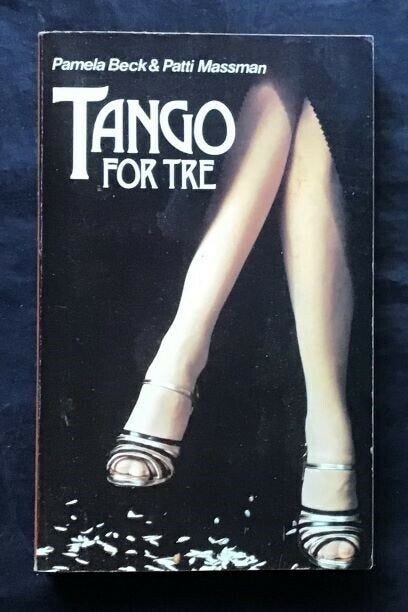 Pamela Beck & Patti Massman
TANGO
FOR TRE